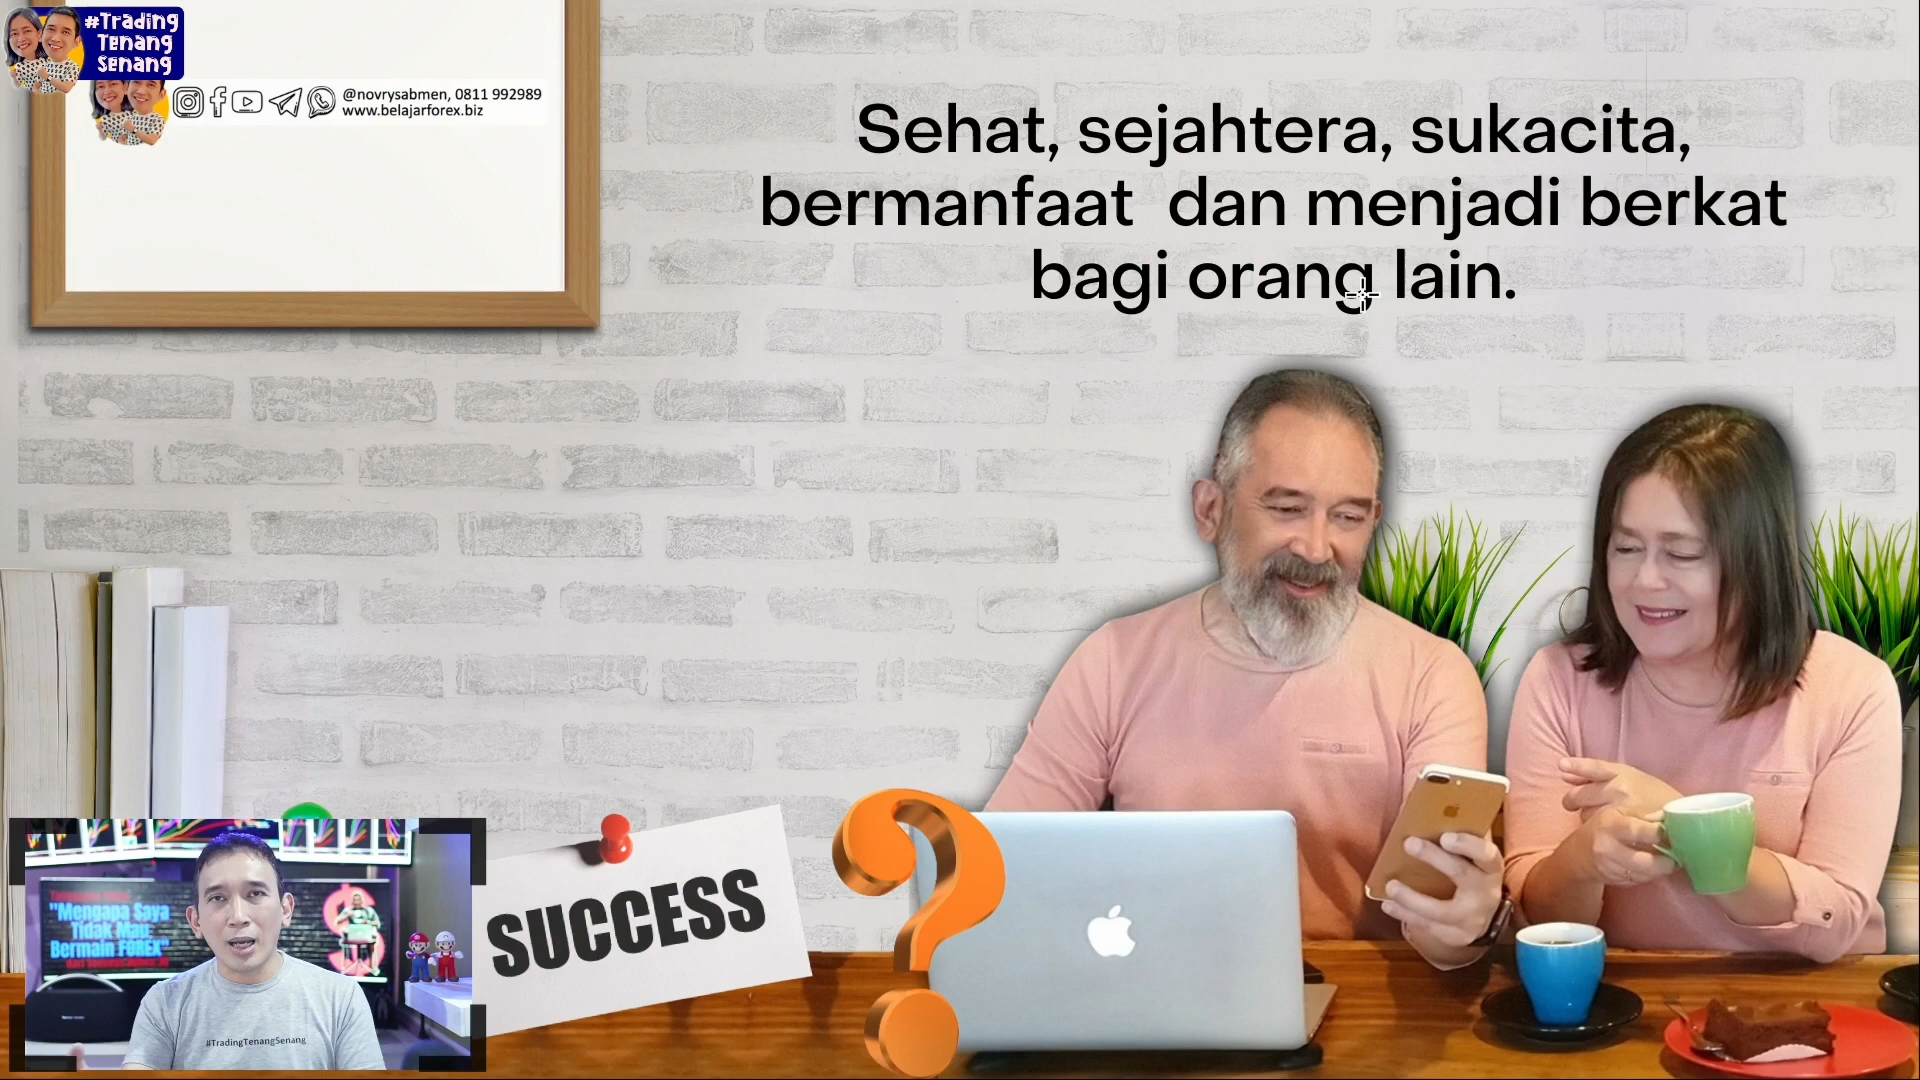 #Trading
Tenang
Senang
@novrysabmen, 0811 992989
www.belajarforex.biz
Sehat, sejahtera, sukacita,
bermanfaat  dan menjadi berkat
bagi orang lain.
"Mengapa Saya
Tidak Mau
Bermain FOREX"
#TradingTenangSenang
SUCCESS
?